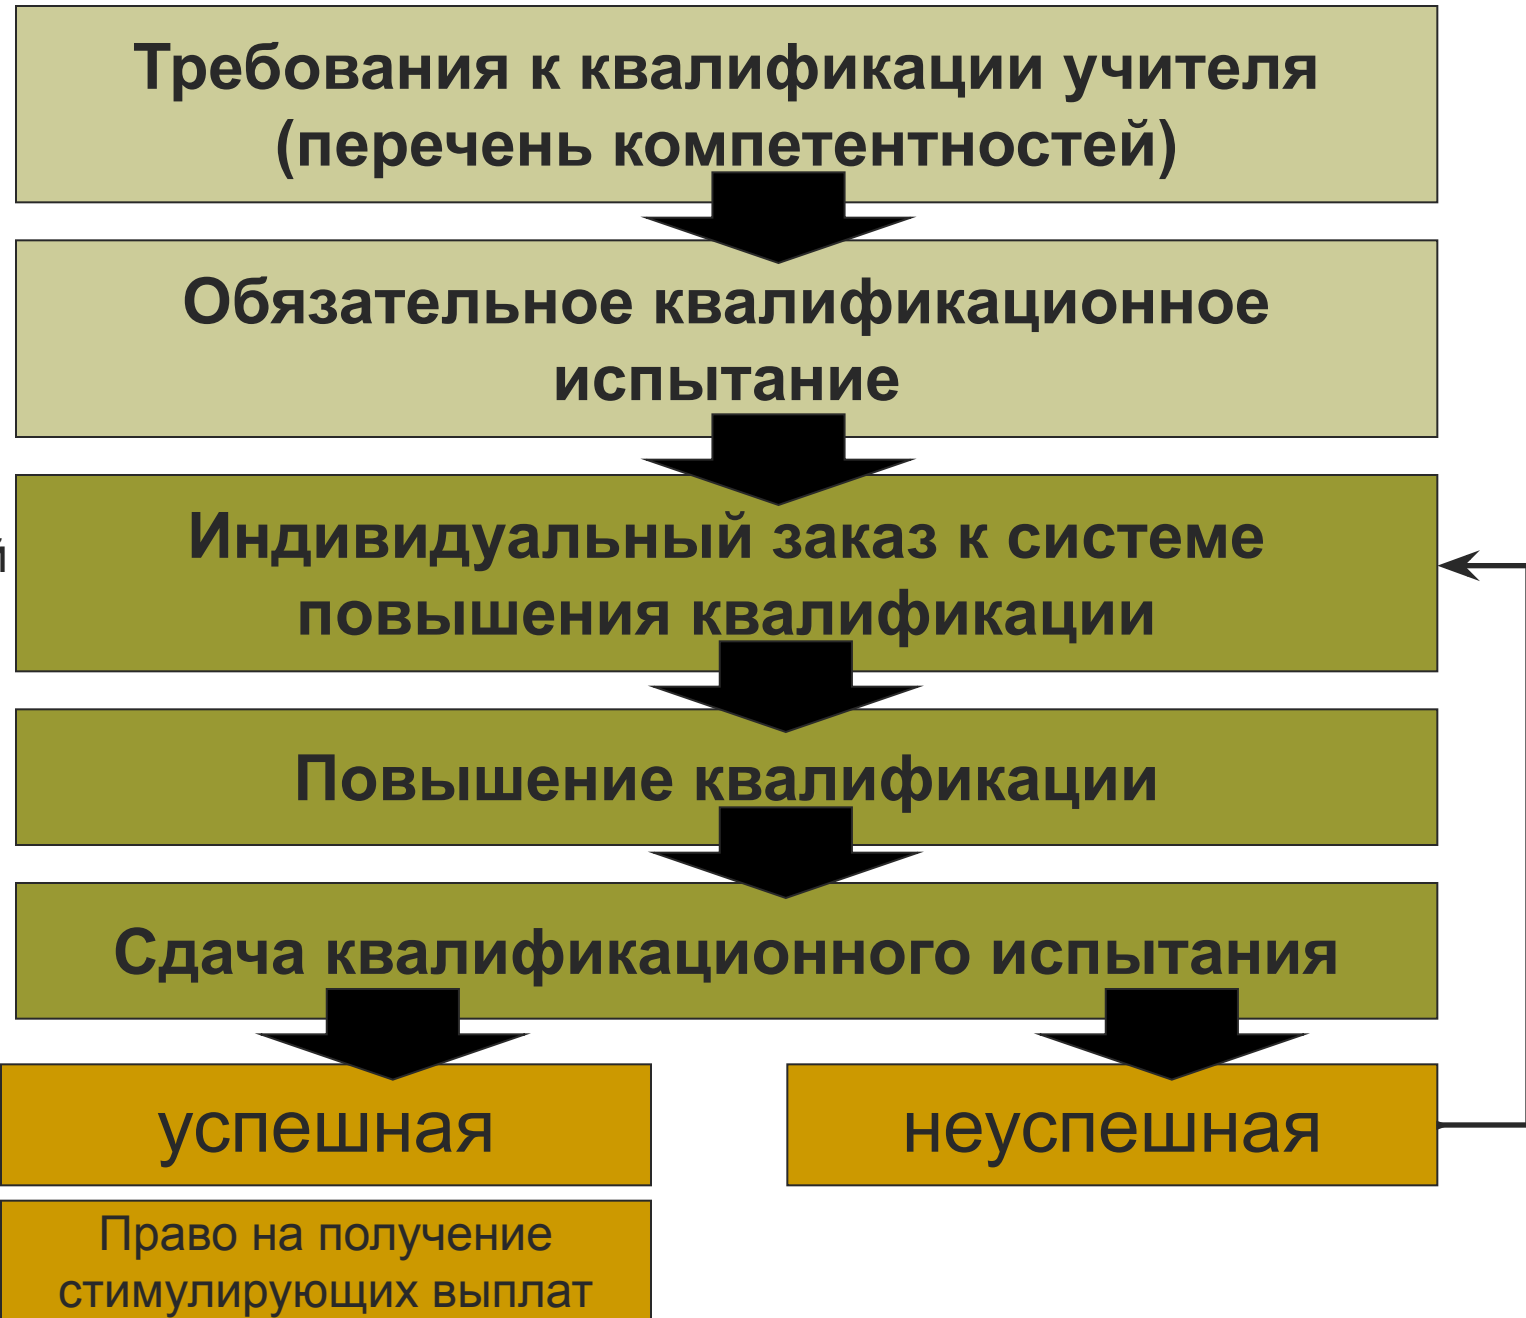 Требования к квалификации учителя
(перечень компетентностей)
Обязательное квалификационное
испытание
Индивидуальный заказ к системе
повышения квалификации
Повышение квалификации
Сдача квалификационного испытания
успешная
неуспешная
Право на получение
стимулирующих выплат